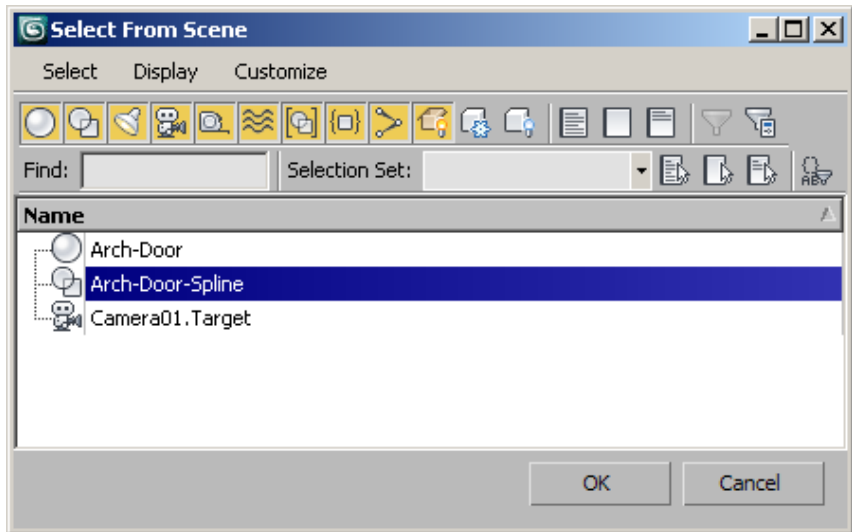 Select From Scene
Select Display Customize
Find: Selection Set:
Name
Arch-Door
Arch-Door-Spline
Camera01.Target
OK Cancel